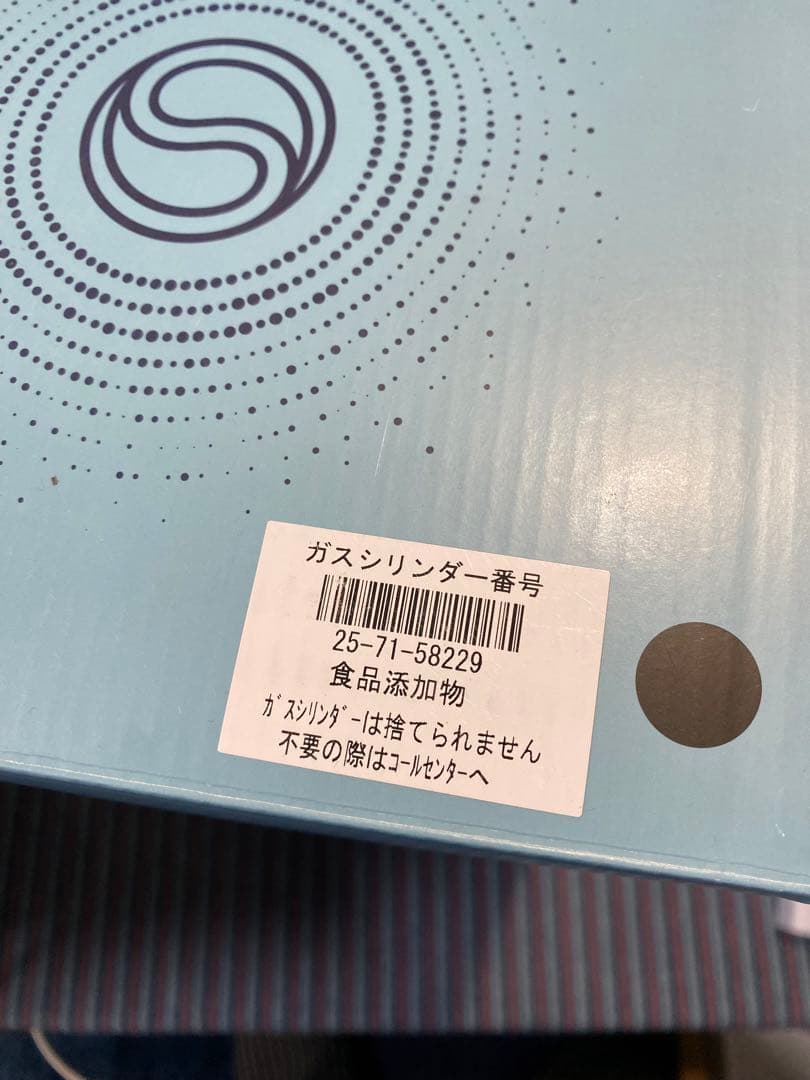 ガスシリンダー番号
25-71-58229
食品添加物
ｶﾞｽｼﾘﾝﾀﾞｰは捨てられません
不要の際はｺｰﾙｾﾝﾀｰへ